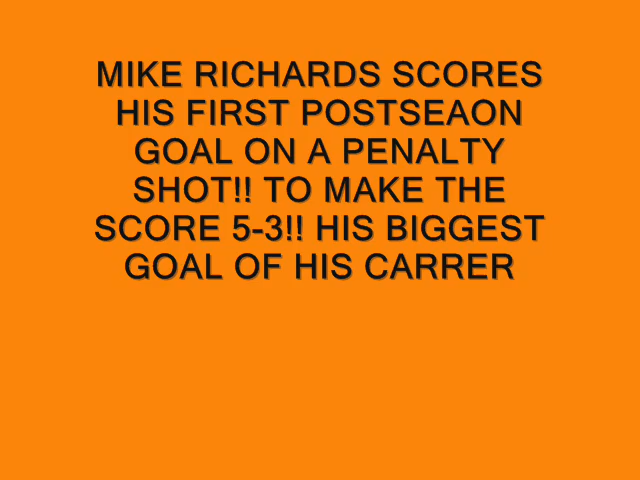 MIKE RICHARDS SCORES
HIS FIRST POSTSEAON
GOAL ON A PENALTY
SHOT!! TO MAKE THE
SCORE 5-3!! HIS BIGGEST
GOAL OF HIS CARRER